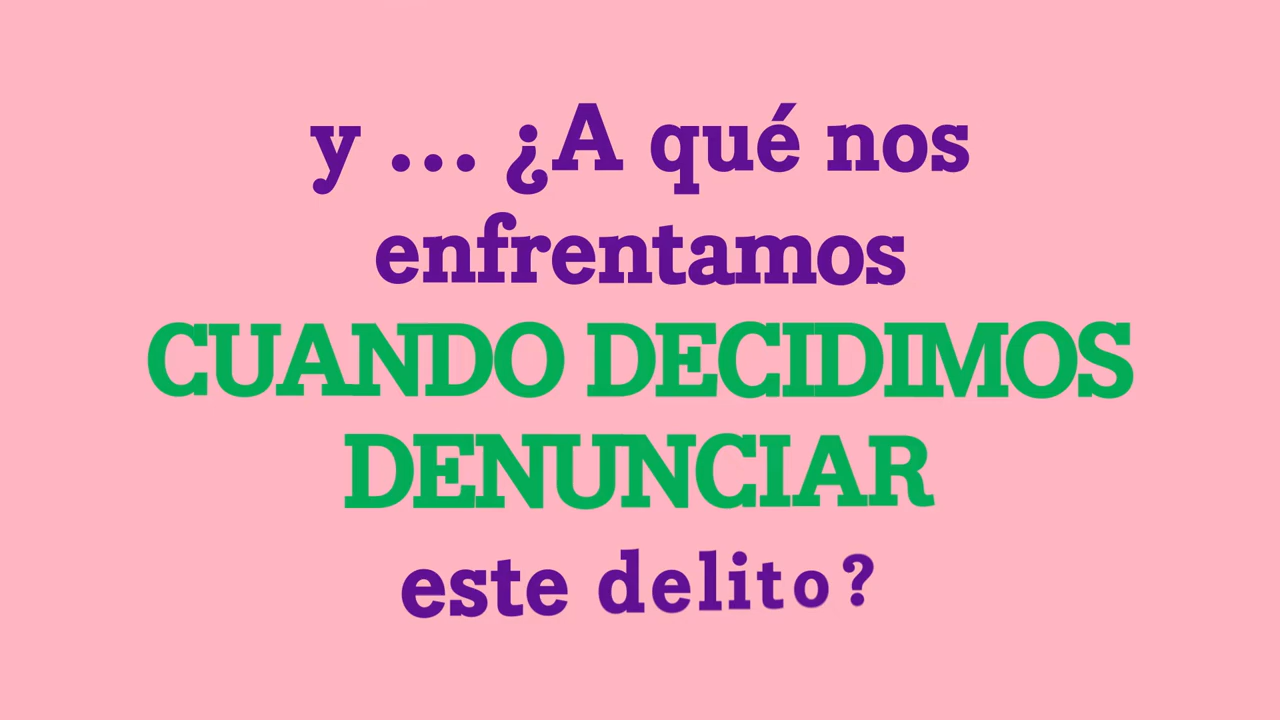 y ... ¿A qué nos
enfrentamos
CUANDO DECIDIMOS
DENUNCIAR
este delito?